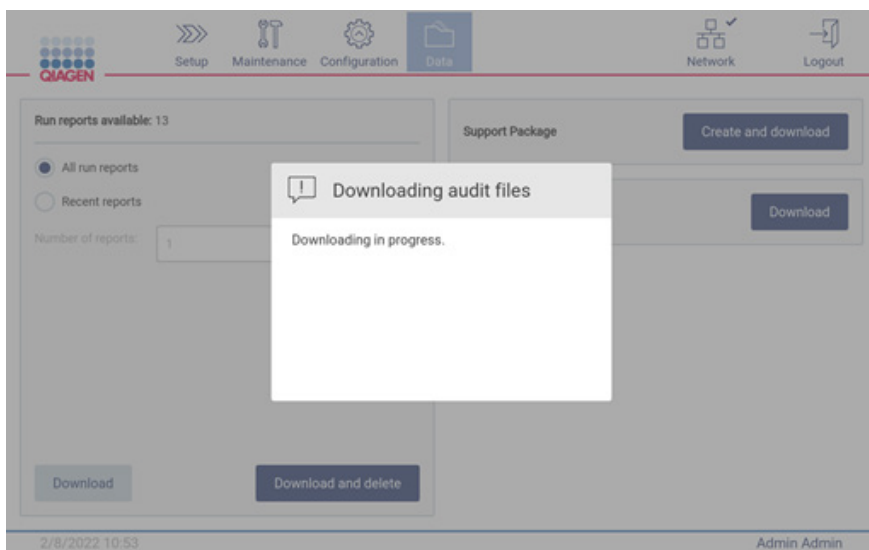 QIAGEN
Setup
Maintenance
Configuration
Data
Network
Logout
Run reports available: 13
All run reports
Recent reports
Number of reports:
1
Download
Download and delete
Support Package
Create and download
Download
Downloading audit files
Downloading in progress.
2/8/2022 10:53
Admin Admin